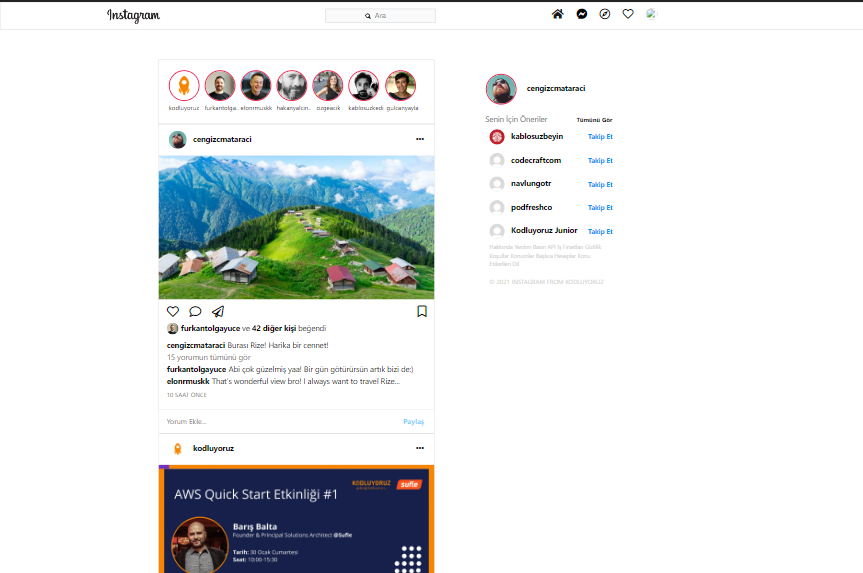 Instagram
Ara
kodluyoruz furkantolga.. elonrmuskk hakanyalcin.. ozgeacik kablosuzkedi gulcanyayla
cengizcmataraci
cengizcmataraci
Senin İçin Öneriler Tümünü Gör
kablosuzbeyin Takip Et
codecraftcom Takip Et
navlungotr Takip Et
podfreshco Takip Et
Kodluyoruz Junior Takip Et
Hakkında Yardım Basın API İş Fırsatları Gizlilik
Koşullar Konumlar Başlıca Hesaplar Konu
Etiketleri Dil
© 2021 INSTAGRAM FROM KODLUYORUZ
furkantolgayuce ve 42 diğer kişi beğendi
cengizcmataraci Burası Rize! Harika bir cennet!
15 yorumun tümünü gör
furkantolgayuce Abi çok güzelmiş yaa! Bir gün götürürsün artık bizi de:)
elonrmuskk That's wonderful view bro! I always want to travel Rize...
10 SAAT ÖNCE
Yorum Ekle... Paylaş
kodluyoruz
KODLUYORUZ sufle
AWS Quick Start Etkinliği #1
Barış Balta
Founder & Principal Solutions Architect @Sufle
Tarih: 30 Ocak Cumartesi
Saat: 10:00-15:30